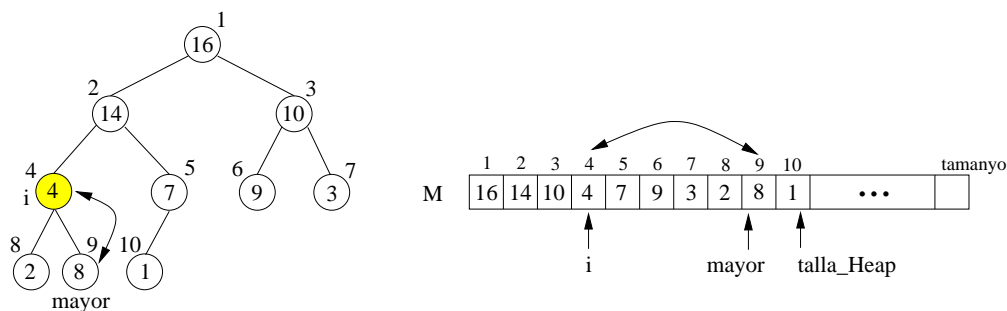 1
16
2 3
14 10
4 5 6 7
i 4 7 9 3
8 9 10
2 8 1
mayor
1 2 3 4 5 6 7 8 9 10 tamanyo
M 16 14 10 4 7 9 3 2 8 1 •••
i mayor talla_Heap